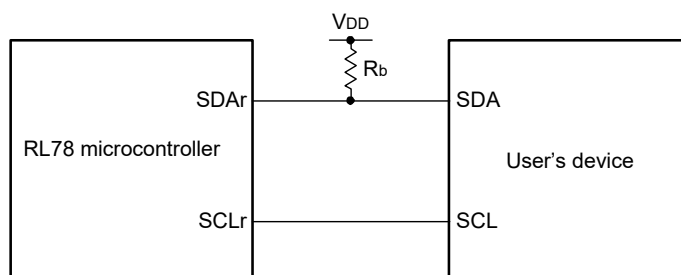 VDD
Rb
SDAr
SDA
RL78 microcontroller
User's device
SCLr
SCL